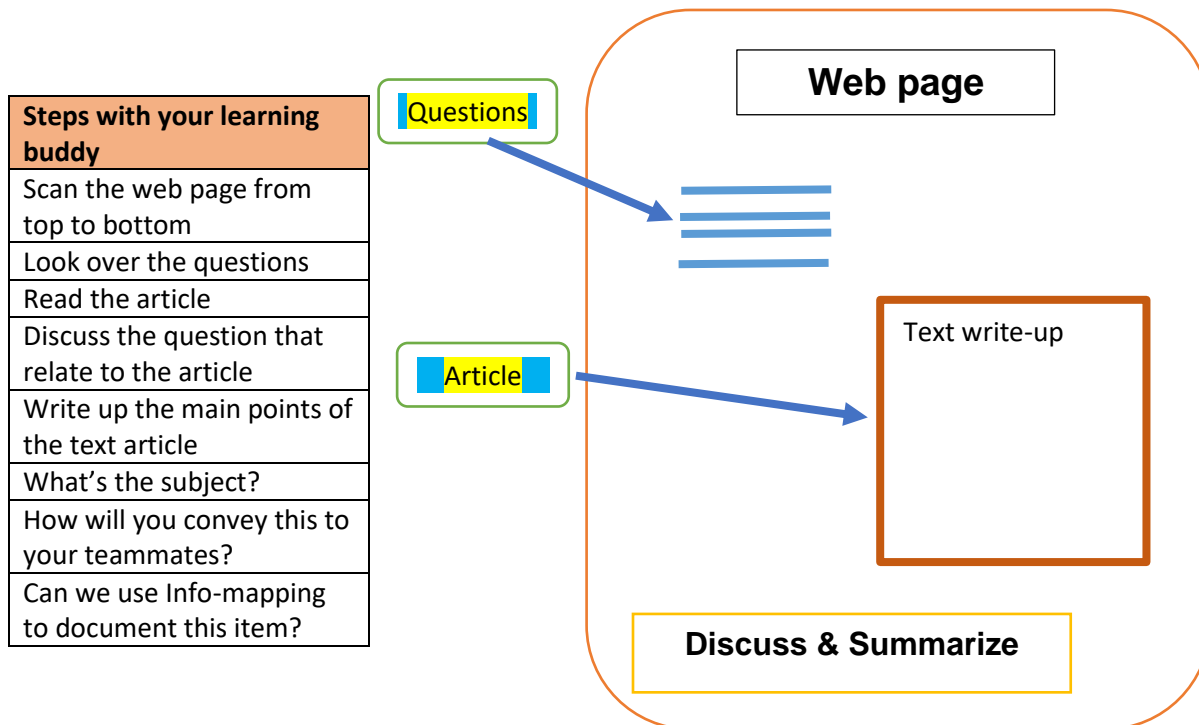 Steps with your learning
buddy
Scan the web page from
top to bottom
Look over the questions
Read the article
Discuss the question that
relate to the article
Write up the main points of
the text article
What’s the subject?
How will you convey this to
your teammates?
Can we use Info-mapping
to document this item?
Questions
Article
Web page
Text write-up
Discuss & Summarize